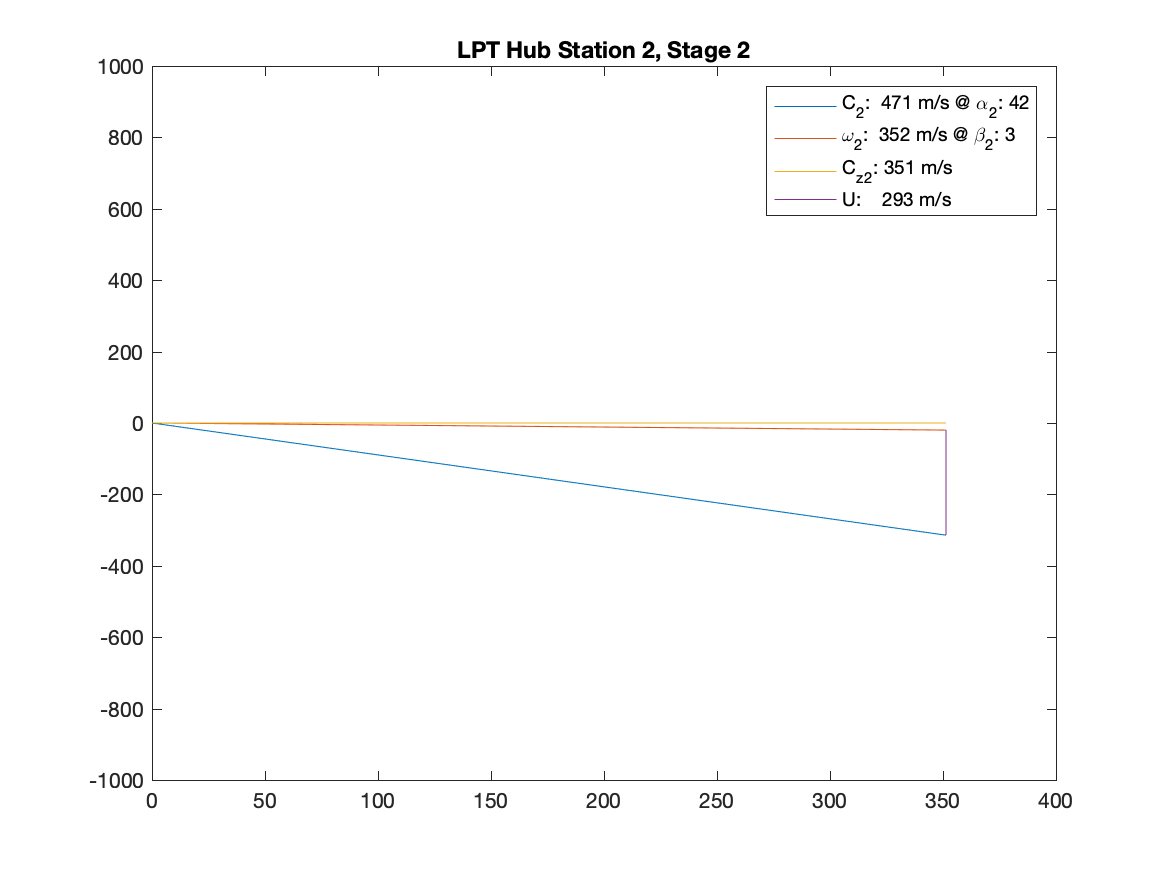 LPT Hub Station 2, Stage 2
1000
800
600
400
200
0
-200
-400
-600
-800
-1000
0 50 100 150 200 250 300 350 400
C₂: 471 m/s @ α₂: 42
ω₂: 352 m/s @ β₂: 3
C_z2: 351 m/s
U: 293 m/s